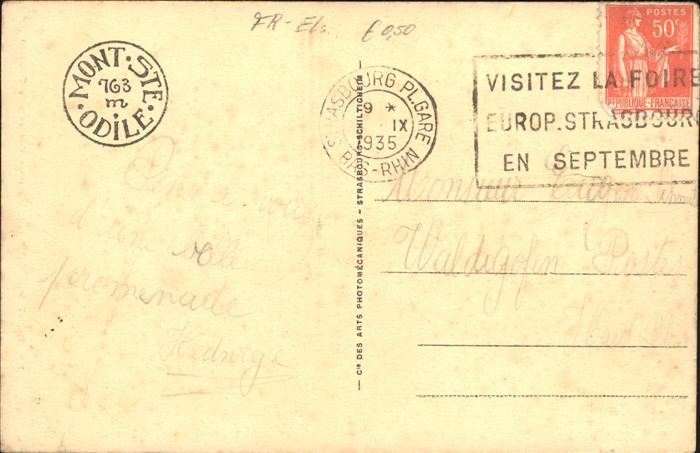 FR-Els. £ 0,50
MONT·STE·ODILE·
763
m
STRASBOURG PL.GARE
9 *
IX
1935
BAS-RHIN
VISITEZ LA FOIRE
EUROP.STRASBOURG
EN SEPTEMBRE
POSTES
50c
REPUBLIQUE-FRANÇAISE
Cie DES ARTS PHOTOMÉCANIQUES - STRASBOURG-SCHILTIGHEIM
à vous
d'une belle
promenade
Hedwige
Monsieur
Waldigofen Poste